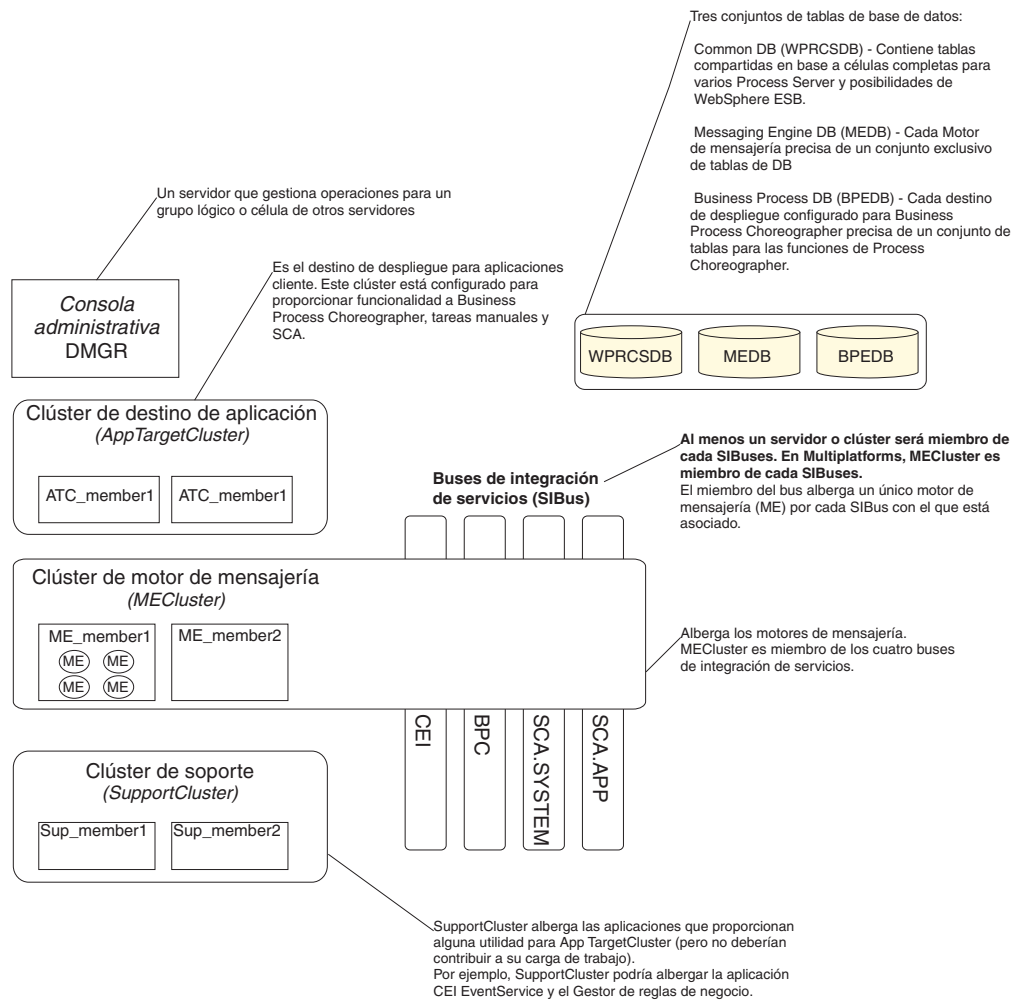 Tres conjuntos de tablas de base de datos:
Common DB (WPRCSDB) - Contiene tablas
compartidas en base a células completas para
varios Process Server y posibilidades de
WebSphere ESB.
Messaging Engine DB (MEDB) - Cada Motor
de mensajería precisa de un conjunto exclusivo
de tablas de DB
Business Process DB (BPEDB) - Cada destino
de despliegue configurado para Business
Process Choreographer precisa de un conjunto de
tablas para las funciones de Process
Choreographer.
Un servidor que gestiona operaciones para un
grupo lógico o célula de otros servidores
Es el destino de despliegue para aplicaciones
cliente. Este clúster está configurado para
proporcionar funcionalidad a Business
Process Choreographer, tareas manuales y
SCA.
Consola
administrativa
DMGR
WPRCSDB
MEDB
BPEDB
Clúster de destino de aplicación
(AppTargetCluster)
ATC_member1
ATC_member1
Buses de integración
de servicios (SIBus)
Al menos un servidor o clúster será miembro de
cada SIBuses. En Multiplatforms, MECluster es
miembro de cada SIBuses.
El miembro del bus alberga un único motor de
mensajería (ME) por cada SIBus con el que está
asociado.
Clúster de motor de mensajería
(MECluster)
ME_member1
ME
ME
ME
ME
ME_member2
Alberga los motores de mensajería.
MECluster es miembro de los cuatro buses
de integración de servicios.
CEI
BPC
SCA.SYSTEM
SCA.APP
Clúster de soporte
(SupportCluster)
Sup_member1
Sup_member2
SupportCluster alberga las aplicaciones que proporcionan
alguna utilidad para App TargetCluster (pero no deberían
contribuir a su carga de trabajo).
Por ejemplo, SupportCluster podría albergar la aplicación
CEI EventService y el Gestor de reglas de negocio.